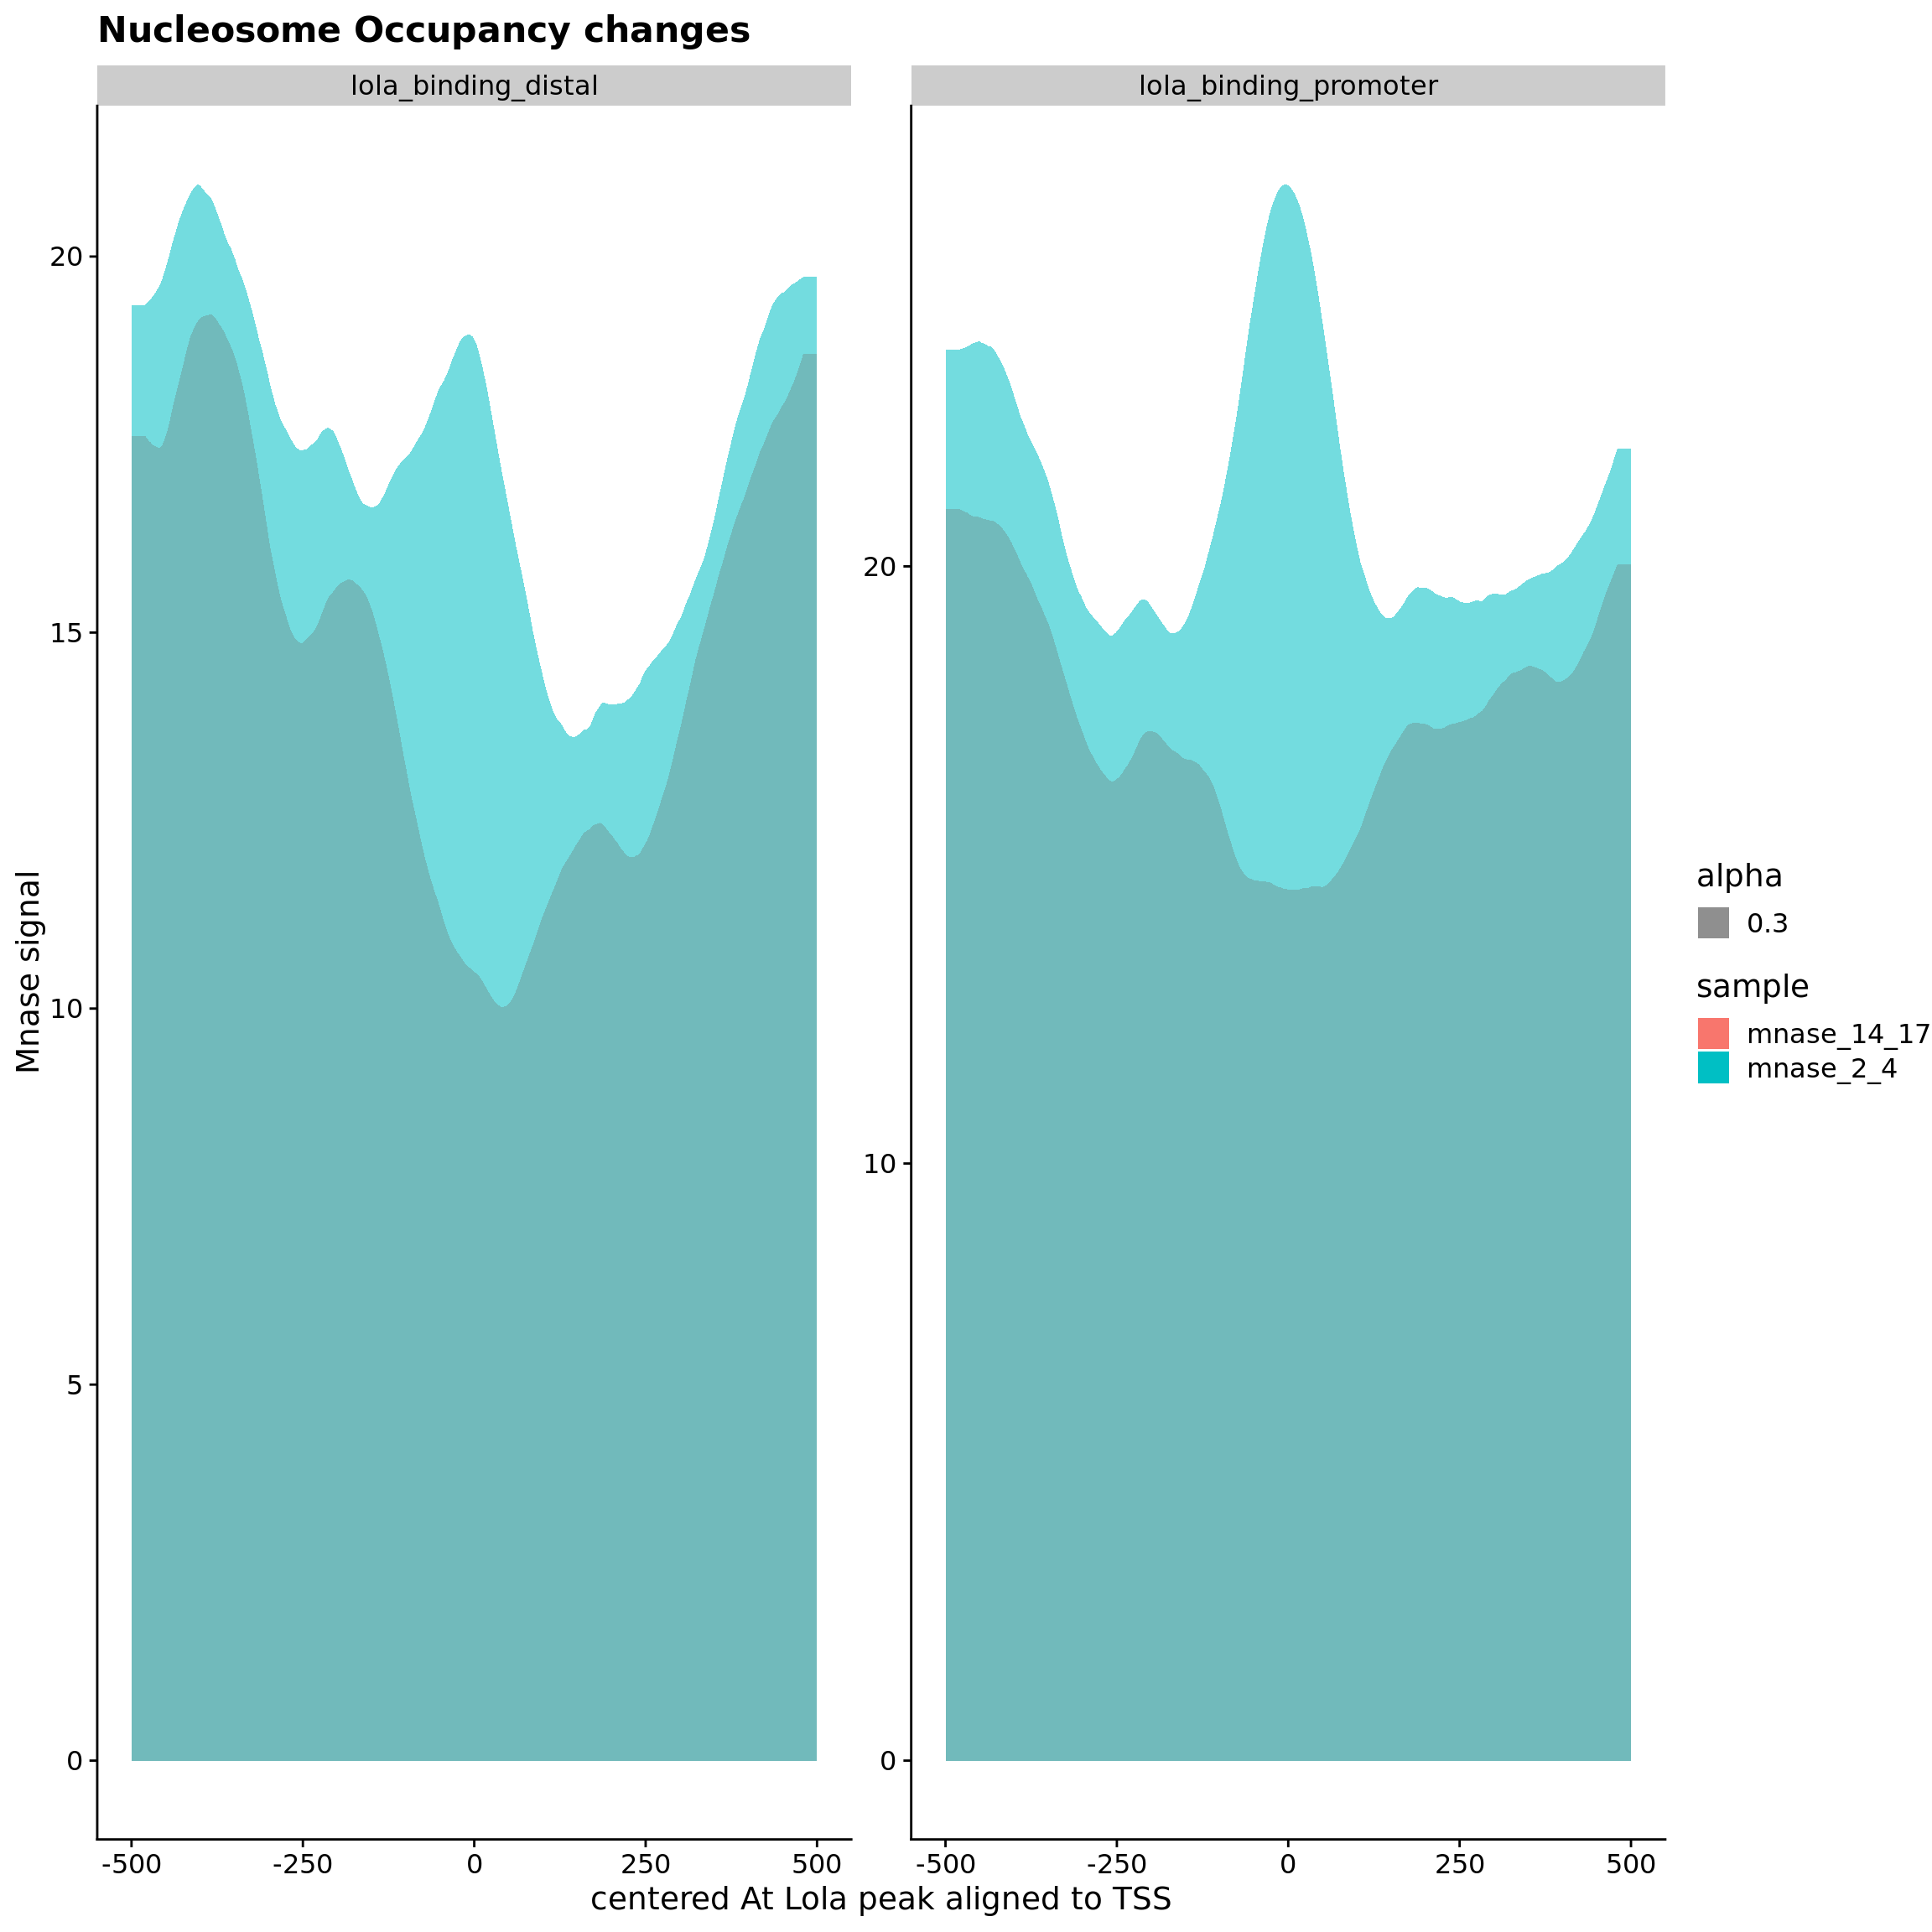 Nucleosome Occupancy changes
lola_binding_distal
lola_binding_promoter
Mnase signal
20
15
10
5
0
20
10
0
-500 -250 0 250 500
-500 -250 0 250 500
centered At Lola peak aligned to TSS
alpha
0.3
sample
mnase_14_17
mnase_2_4